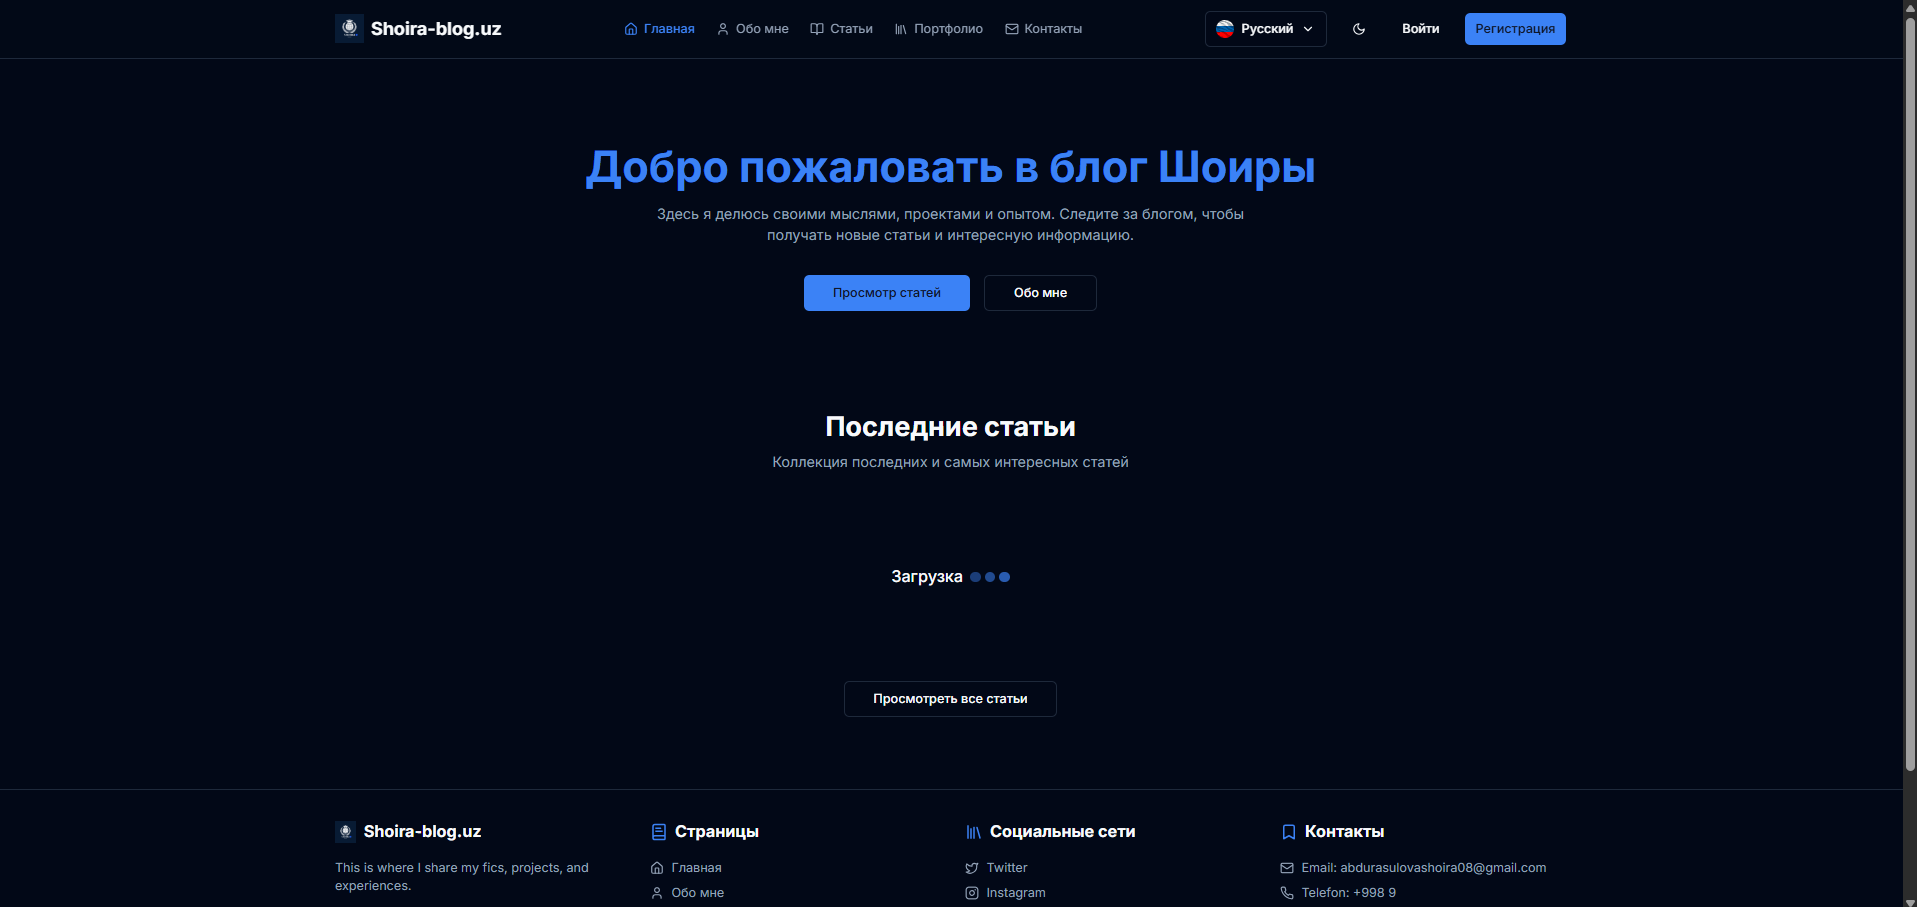 Shoira-blog.uz
Главная
Обо мне
Статьи
Портфолио
Контакты
Русский
Войти
Регистрация
Добро пожаловать в блог Шоиры
Здесь я делюсь своими мыслями, проектами и опытом. Следите за блогом, чтобы
получать новые статьи и интересную информацию.
Просмотр статей
Обо мне
Последние статьи
Коллекция последних и самых интересных статей
Загрузка
Просмотреть все статьи
Shoira-blog.uz
This is where I share my fics, projects, and
experiences.
Страницы
Главная
Обо мне
Социальные сети
Twitter
Instagram
Контакты
Email: abdurasulovashoira08@gmail.com
Telefon: +998 9